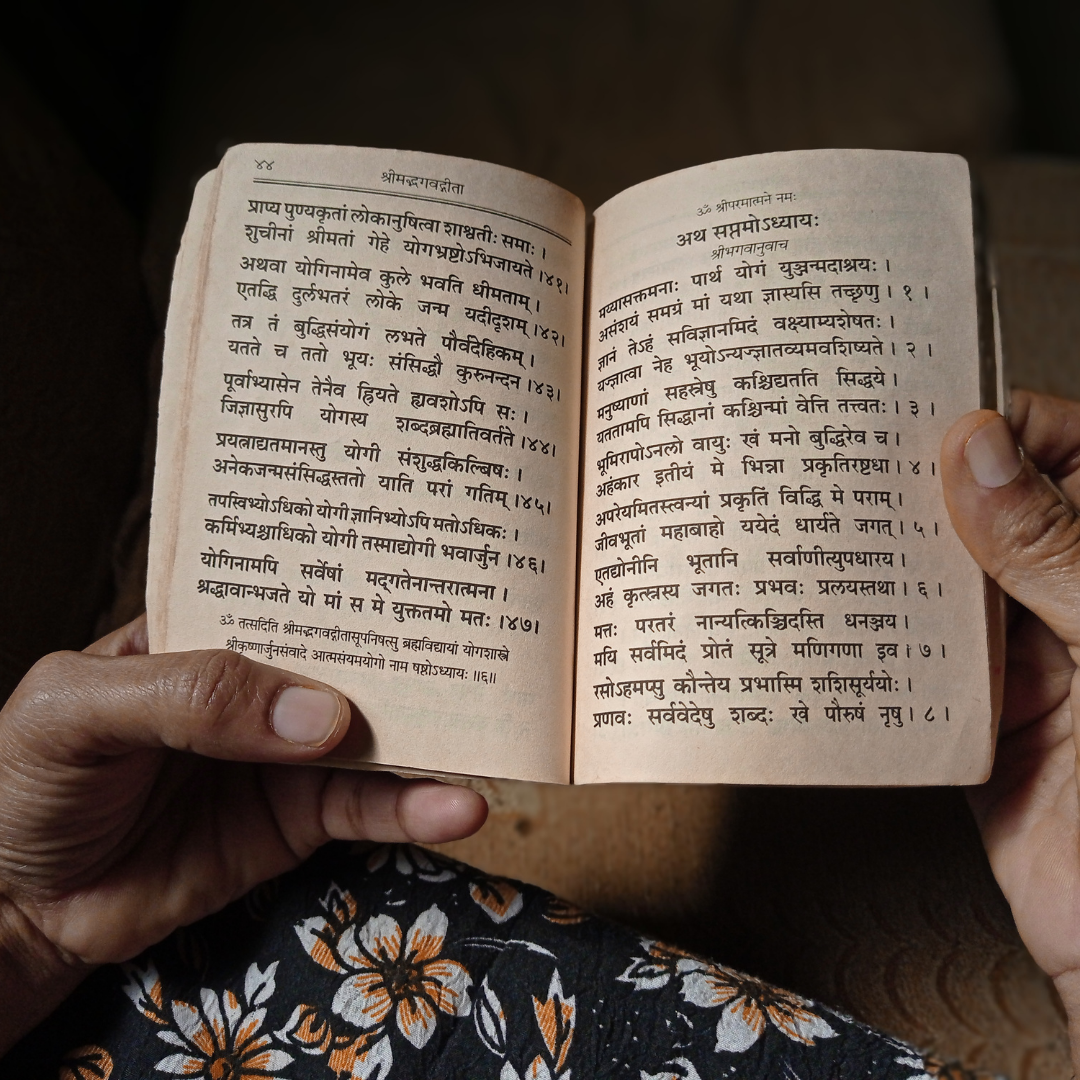 ४४
श्रीमद्भगवद्गीता
प्राप्य पुण्यकृतां लोकानुषित्वा शाश्वतीः समाः ।
शुचीनां श्रीमतां गेहे योगभ्रष्टोऽभिजायते ।४१।
अथवा योगिनामेव कुले भवति धीमताम् ।
एतद्धि दुर्लभतरं लोके जन्म यदीदृशम् ।४२।
तत्र तं बुद्धिसंयोगं लभते पौर्वदेहिकम् ।
यतते च ततो भूयः संसिद्धौ कुरुनन्दन ।४३।
पूर्वाभ्यासेन तेनैव ह्रियते ह्यवशोऽपि सः ।
जिज्ञासुरपि योगस्य शब्दब्रह्मातिवर्तते ।४४।
प्रयत्नाद्यतमानस्तु योगी संशुद्धकिल्बिषः ।
अनेकजन्मसंसिद्धस्ततो याति परां गतिम् ।४५।
तपस्विभ्योऽधिको योगी ज्ञानिभ्योऽपि मतोऽधिकः ।
कर्मिभ्यश्चाधिको योगी तस्माद्योगी भवार्जुन ।४६।
योगिनामपि सर्वेषां मद्गतेनान्तरात्मना ।
श्रद्धावान्भजते यो मां स मे युक्ततमो मतः ।४७।
ॐ तत्सदिति श्रीमद्भगवद्गीतासूपनिषत्सु ब्रह्मविद्यायां योगशास्त्रे
श्रीकृष्णार्जुनसंवादे आत्मसंयमयोगो नाम षष्ठोऽध्यायः ॥६॥
ॐ श्रीपरमात्मने नमः
अथ सप्तमोऽध्यायः
श्रीभगवानुवाच
मय्यासक्तमनाः पार्थ योगं युञ्जन्मदाश्रयः ।
असंशयं समग्रं मां यथा ज्ञास्यसि तच्छृणु । १ ।
ज्ञानं तेऽहं सविज्ञानमिदं वक्ष्याम्यशेषतः ।
यज्ज्ञात्वा नेह भूयोऽन्यज्ज्ञातव्यमवशिष्यते । २ ।
मनुष्याणां सहस्रेषु कश्चिद्यतति सिद्धये ।
यततामपि सिद्धानां कश्चिन्मां वेत्ति तत्त्वतः । ३ ।
भूमिरापोऽनलो वायुः खं मनो बुद्धिरेव च ।
अहंकार इतीयं मे भिन्ना प्रकृतिरष्टधा । ४ ।
अपरेयमितस्त्वन्यां प्रकृतिं विद्धि मे पराम् ।
जीवभूतां महाबाहो ययेदं धार्यते जगत् । ५ ।
एतद्योनीनि भूतानि सर्वाणीत्युपधारय ।
अहं कृत्स्नस्य जगतः प्रभवः प्रलयस्तथा । ६ ।
मत्तः परतरं नान्यत्किञ्चिदस्ति धनञ्जय ।
मयि सर्वमिदं प्रोतं सूत्रे मणिगणा इव । ७ ।
रसोऽहमप्सु कौन्तेय प्रभास्मि शशिसूर्ययोः ।
प्रणवः सर्ववेदेषु शब्दः खे पौरुषं नृषु । ८ ।